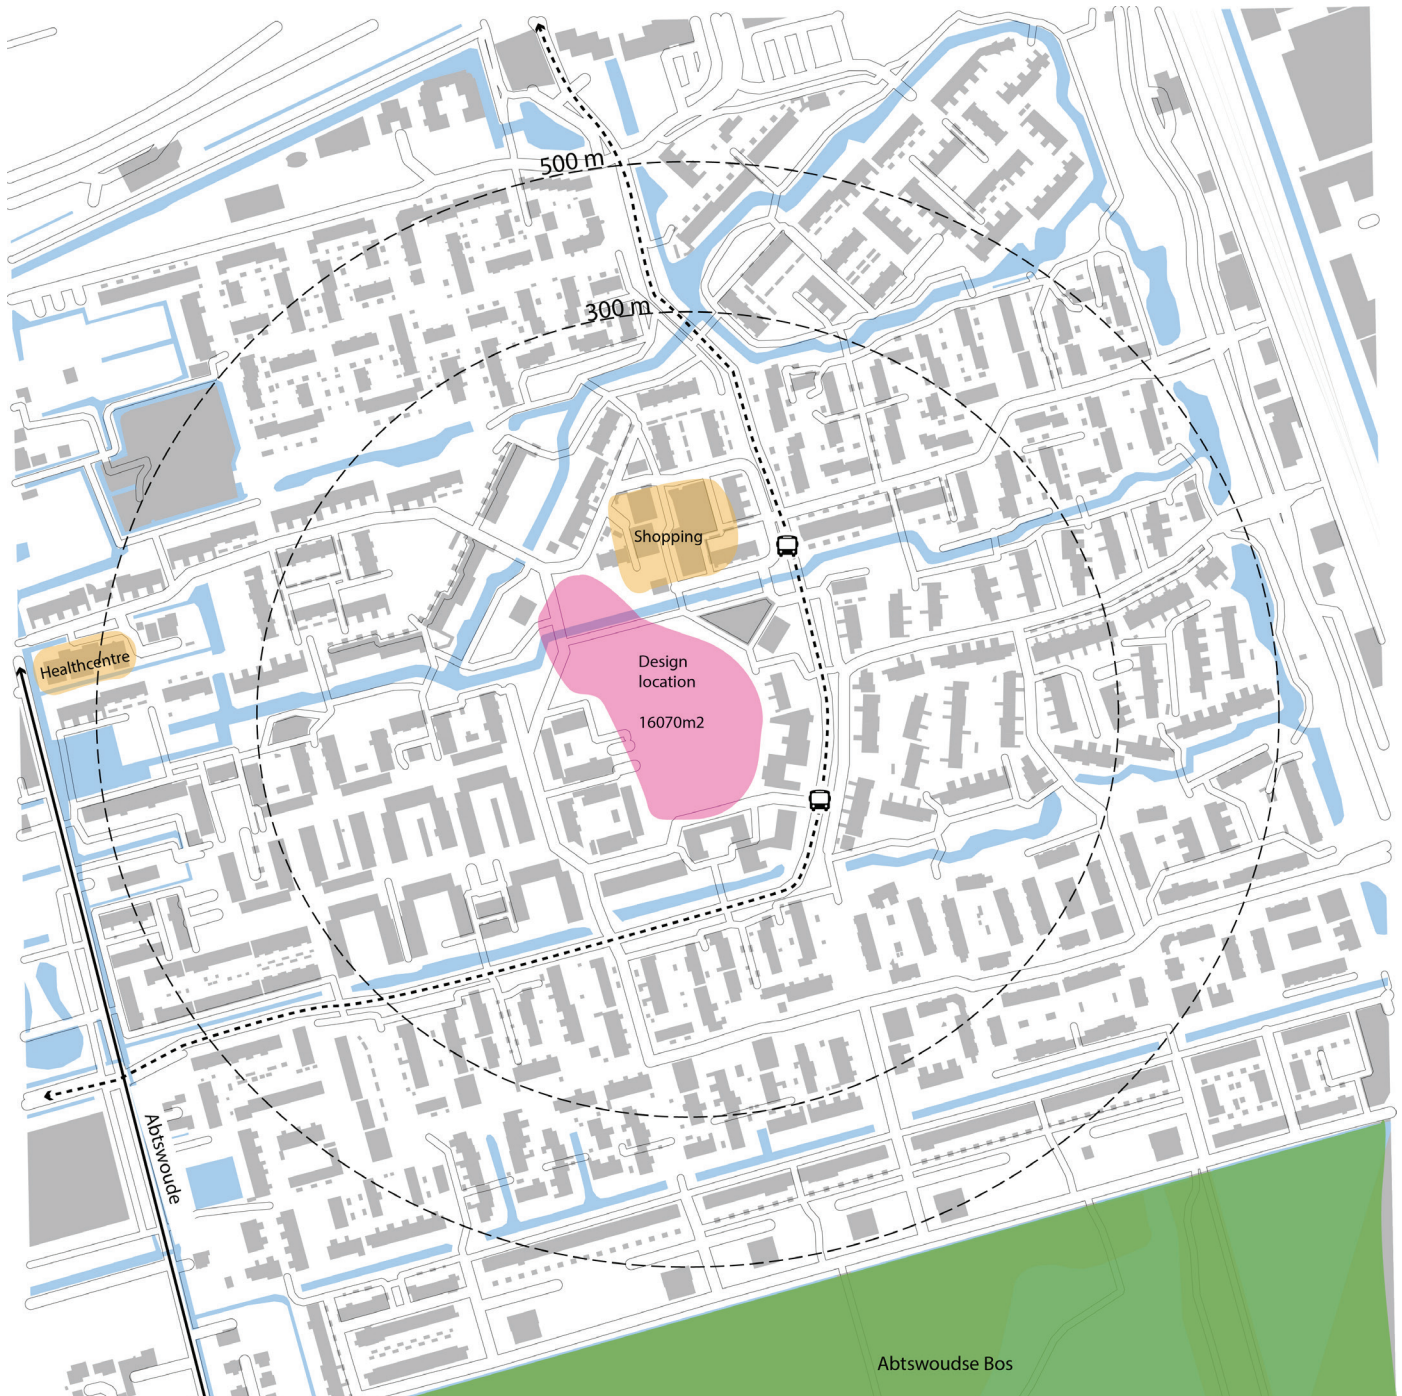 500 m
300 m
Shopping
Healthcentre
Design
location
16070m2
Abtswoude
Abtswoudse Bos